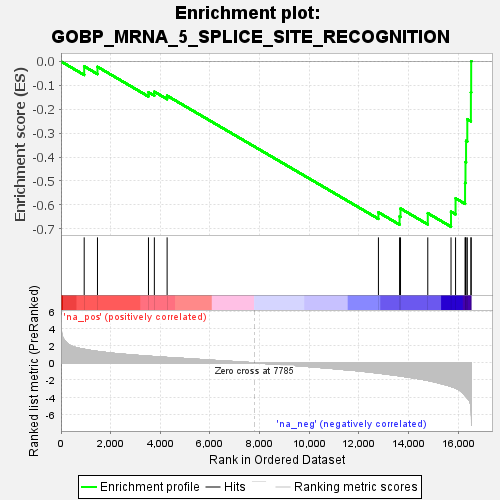 Enrichment plot:
GOBP_MRNA_5_SPLICE_SITE_RECOGNITION
Enrichment score (ES)
0.0
-0.1
-0.2
-0.3
-0.4
-0.5
-0.6
-0.7
'na_pos' (positively correlated)
Ranked list metric (PreRanked)
6
4
2
0
-2
-4
-6
Zero cross at 7785
'na_neg' (negatively correlated)
0 2,000 4,000 6,000 8,000 10,000 12,000 14,000 16,000
Rank in Ordered Dataset
Enrichment profile Hits Ranking metric scores